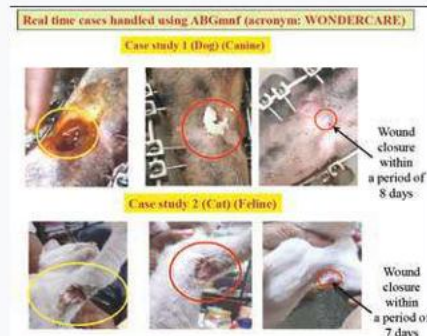 Real time cases handled using ABGmnf (acronym: WONDERCARE)
Case study 1 (Dog) (Canine)
Wound
closure
within
a period of
8 days
Case study 2 (Cat) (Feline)
Wound
closure
within
a period of
7 days